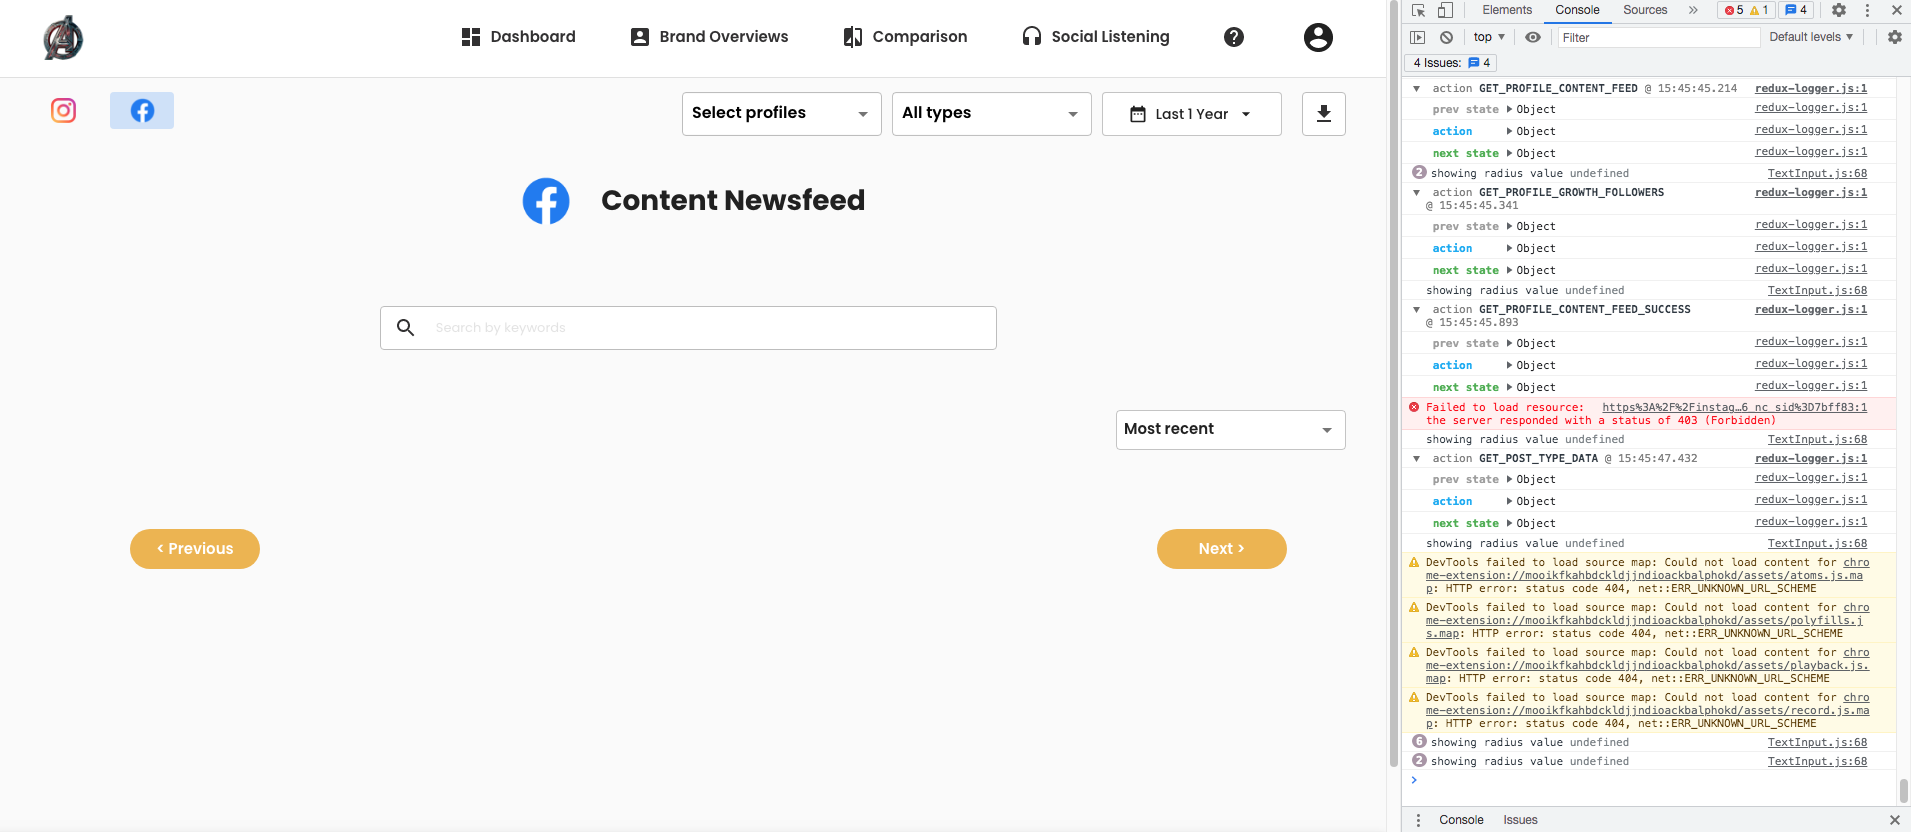 Dashboard
Brand Overviews
Comparison
Social Listening
Select profiles
All types
Last 1 Year
Content Newsfeed
Search by keywords
Most recent
< Previous
Next >
Elements
Console
Sources
5
1
4
top
Filter
Default levels
4 Issues:
4
action GET_PROFILE_CONTENT_FEED @ 15:45:45.214 redux-logger.js:1
prev state Object redux-logger.js:1
action Object redux-logger.js:1
next state Object redux-logger.js:1
2 showing radius value undefined TextInput.js:68
action GET_PROFILE_GROWTH_FOLLOWERS redux-logger.js:1
@ 15:45:45.341
prev state Object redux-logger.js:1
action Object redux-logger.js:1
next state Object redux-logger.js:1
showing radius value undefined TextInput.js:68
action GET_PROFILE_CONTENT_FEED_SUCCESS redux-logger.js:1
@ 15:45:45.893
prev state Object redux-logger.js:1
action Object redux-logger.js:1
next state Object redux-logger.js:1
Failed to load resource: https%3A%2F%2Finstag…6_nc_sid%3D7bff83:1
the server responded with a status of 403 (Forbidden)
showing radius value undefined TextInput.js:68
action GET_POST_TYPE_DATA @ 15:45:47.432 redux-logger.js:1
prev state Object redux-logger.js:1
action Object redux-logger.js:1
next state Object redux-logger.js:1
showing radius value undefined TextInput.js:68
DevTools failed to load source map: Could not load content for chro
me-extension://mooikfkahbdckldjjndioackbalphokd/assets/atoms.js.ma
p: HTTP error: status code 404, net::ERR_UNKNOWN_URL_SCHEME
DevTools failed to load source map: Could not load content for chro
me-extension://mooikfkahbdckldjjndioackbalphokd/assets/polyfills.j
s.map: HTTP error: status code 404, net::ERR_UNKNOWN_URL_SCHEME
DevTools failed to load source map: Could not load content for chro
me-extension://mooikfkahbdckldjjndioackbalphokd/assets/playback.js.
map: HTTP error: status code 404, net::ERR_UNKNOWN_URL_SCHEME
DevTools failed to load source map: Could not load content for chro
me-extension://mooikfkahbdckldjjndioackbalphokd/assets/record.js.ma
p: HTTP error: status code 404, net::ERR_UNKNOWN_URL_SCHEME
6 showing radius value undefined TextInput.js:68
2 showing radius value undefined TextInput.js:68
Console
Issues